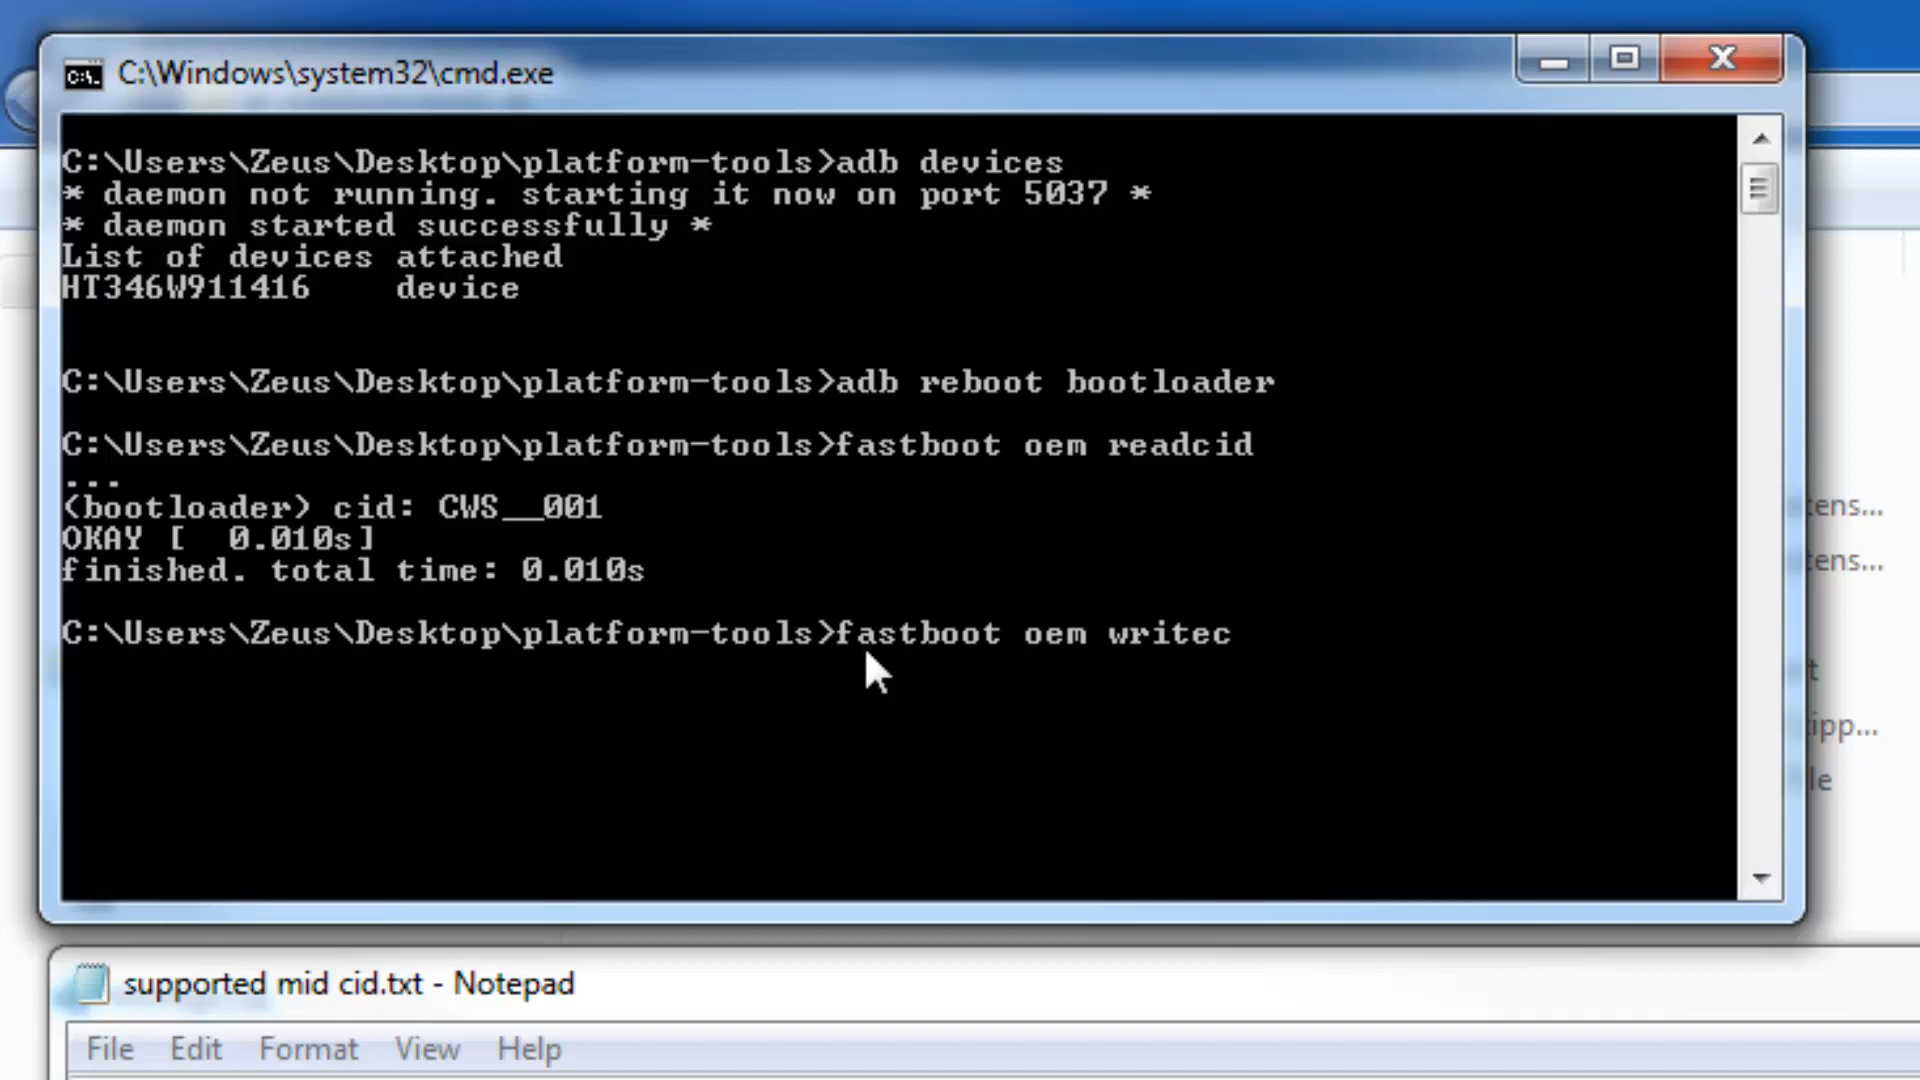 C:\Windows\system32\cmd.exe
C:\Users\Zeus\Desktop\platform-tools>adb devices
* daemon not running. starting it now on port 5037 *
* daemon started successfully *
List of devices attached
HT346W911416    device
C:\Users\Zeus\Desktop\platform-tools>adb reboot bootloader
C:\Users\Zeus\Desktop\platform-tools>fastboot oem readcid
...
(bootloader) cid: CWS__001
OKAY [  0.010s]
finished. total time: 0.010s
C:\Users\Zeus\Desktop\platform-tools>fastboot oem writec
supported mid cid.txt - Notepad
File Edit Format View Help